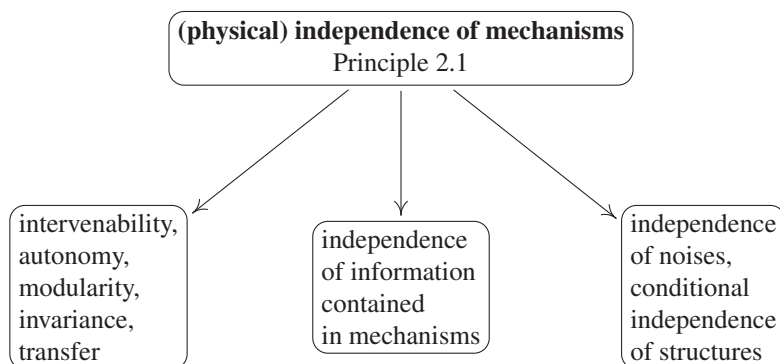 (physical) independence of mechanisms
Principle 2.1
intervenability,
autonomy,
modularity,
invariance,
transfer
independence
of information
contained
in mechanisms
independence
of noises,
conditional
independence
of structures